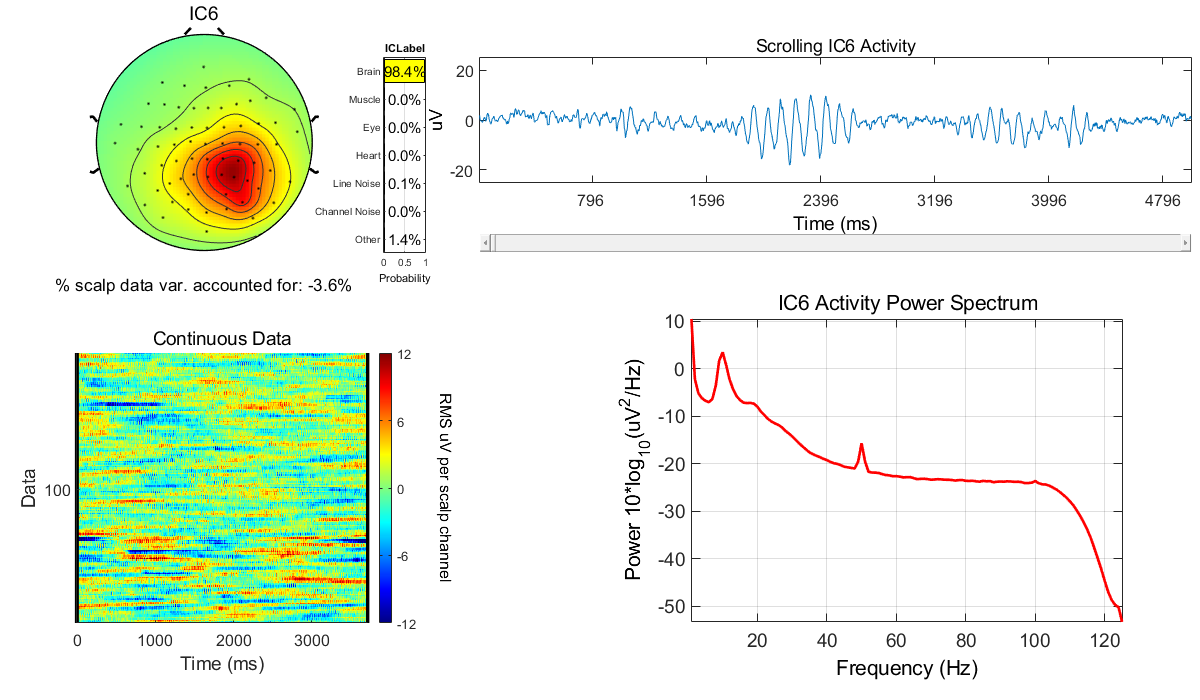 IC6
ICLabel
Brain 98.4%
Muscle 0.0%
Eye 0.0%
Heart 0.0%
Line Noise 0.1%
Channel Noise 0.0%
Other 1.4%
0 0.5 1
Probability
% scalp data var. accounted for: -3.6%
Scrolling IC6 Activity
20
0
-20
uV
796 1596 2396 3196 3996 4796
Time (ms)
Continuous Data
Data
100
0 1000 2000 3000
Time (ms)
12
6
0
-6
-12
RMS uV per scalp channel
IC6 Activity Power Spectrum
10
0
-10
-20
-30
-40
-50
Power 10*log10(uV2/Hz)
20 40 60 80 100 120
Frequency (Hz)